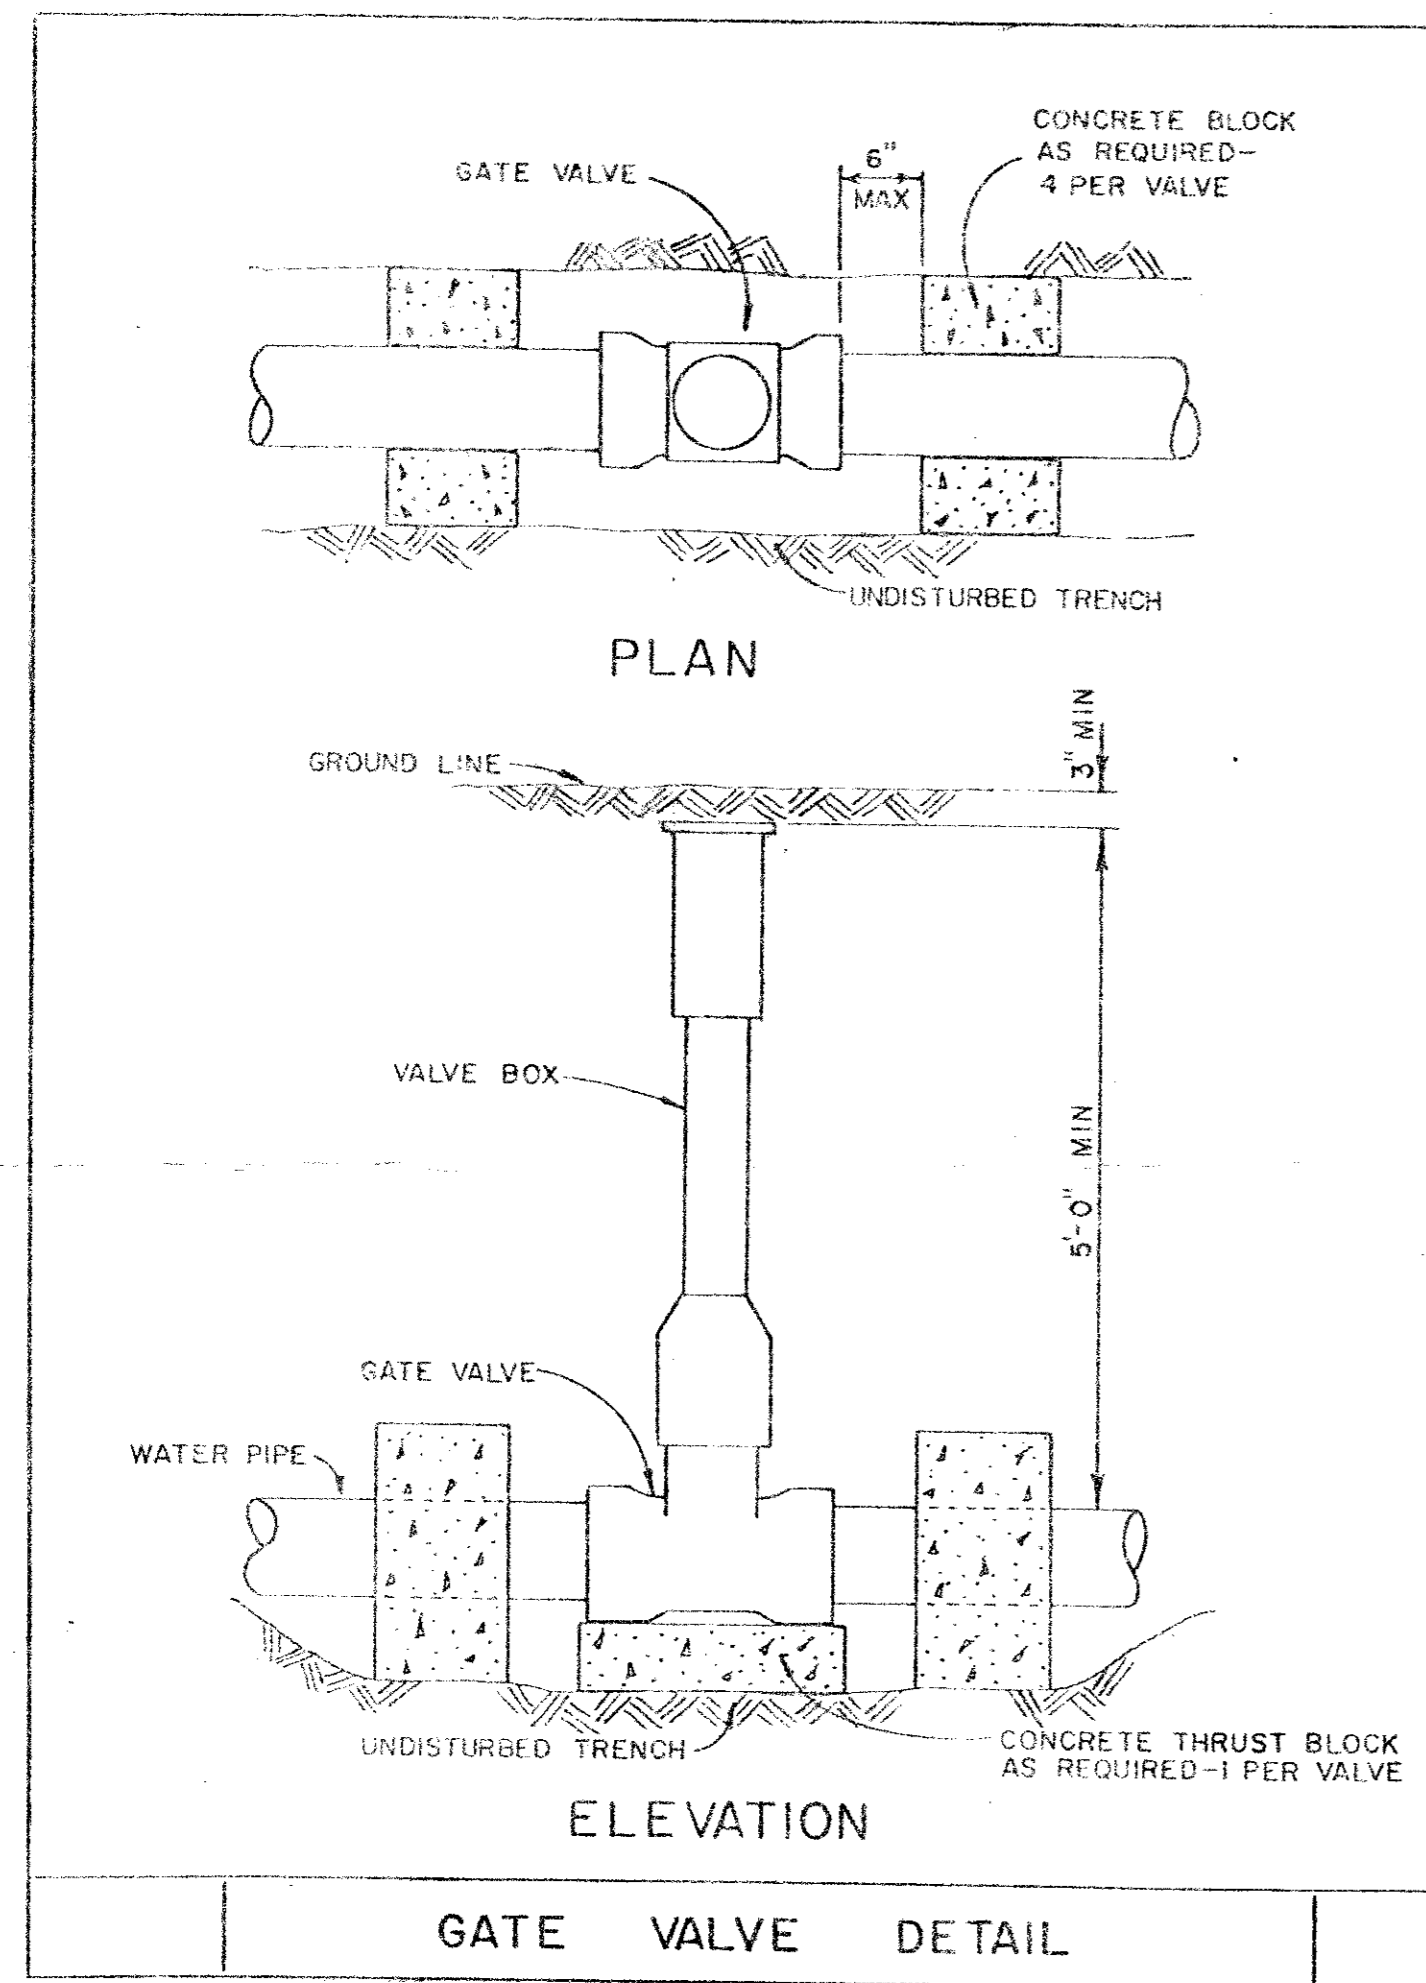 CONCRETE BLOCK
AS REQUIRED-
4 PER VALVE
GATE VALVE
6"
MAX
UNDISTURBED TRENCH
PLAN
3" MIN
GROUND LINE
VALVE BOX
5'-0" MIN
GATE VALVE
WATER PIPE
UNDISTURBED TRENCH
CONCRETE THRUST BLOCK
AS REQUIRED-1 PER VALVE
ELEVATION
GATE VALVE DETAIL